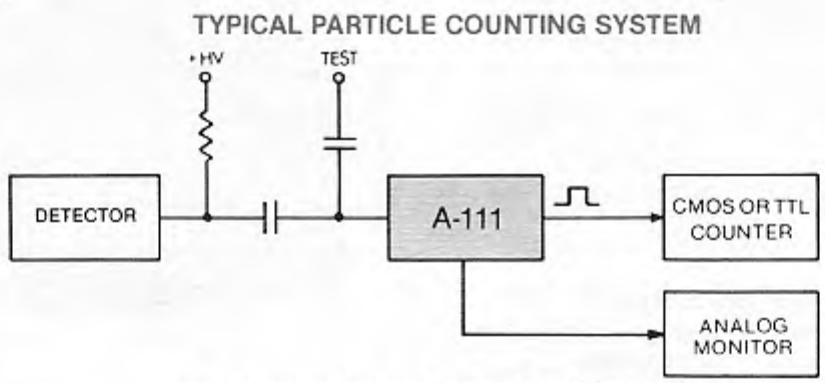 TYPICAL PARTICLE COUNTING SYSTEM
+HV
TEST
DETECTOR
A-111
CMOS OR TTL
COUNTER
ANALOG
MONITOR